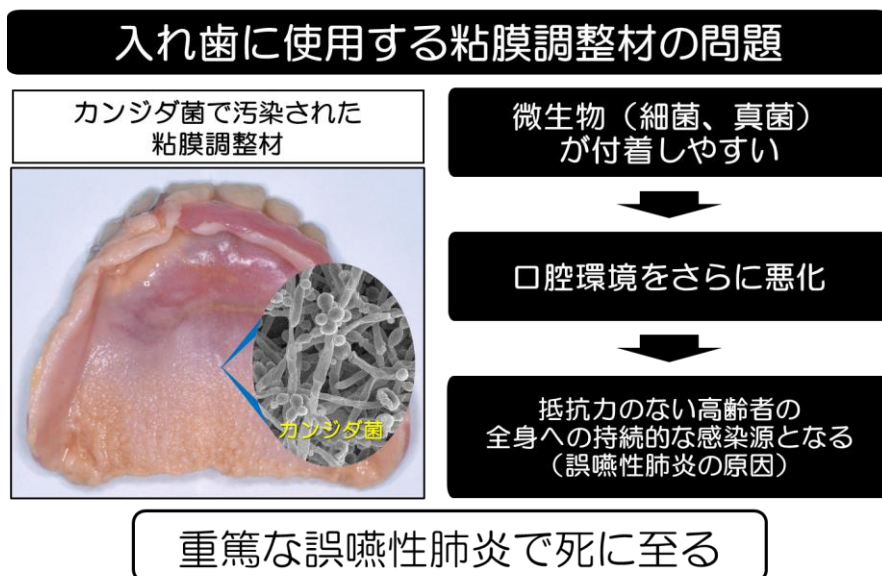 入れ歯に使用する粘膜調整材の問題
カンジダ菌で汚染された
粘膜調整材
カンジダ菌
微生物（細菌、真菌）
が付着しやすい
口腔環境をさらに悪化
抵抗力のない高齢者の
全身への持続的な感染源となる
（誤嚥性肺炎の原因）
重篤な誤嚥性肺炎で死に至る